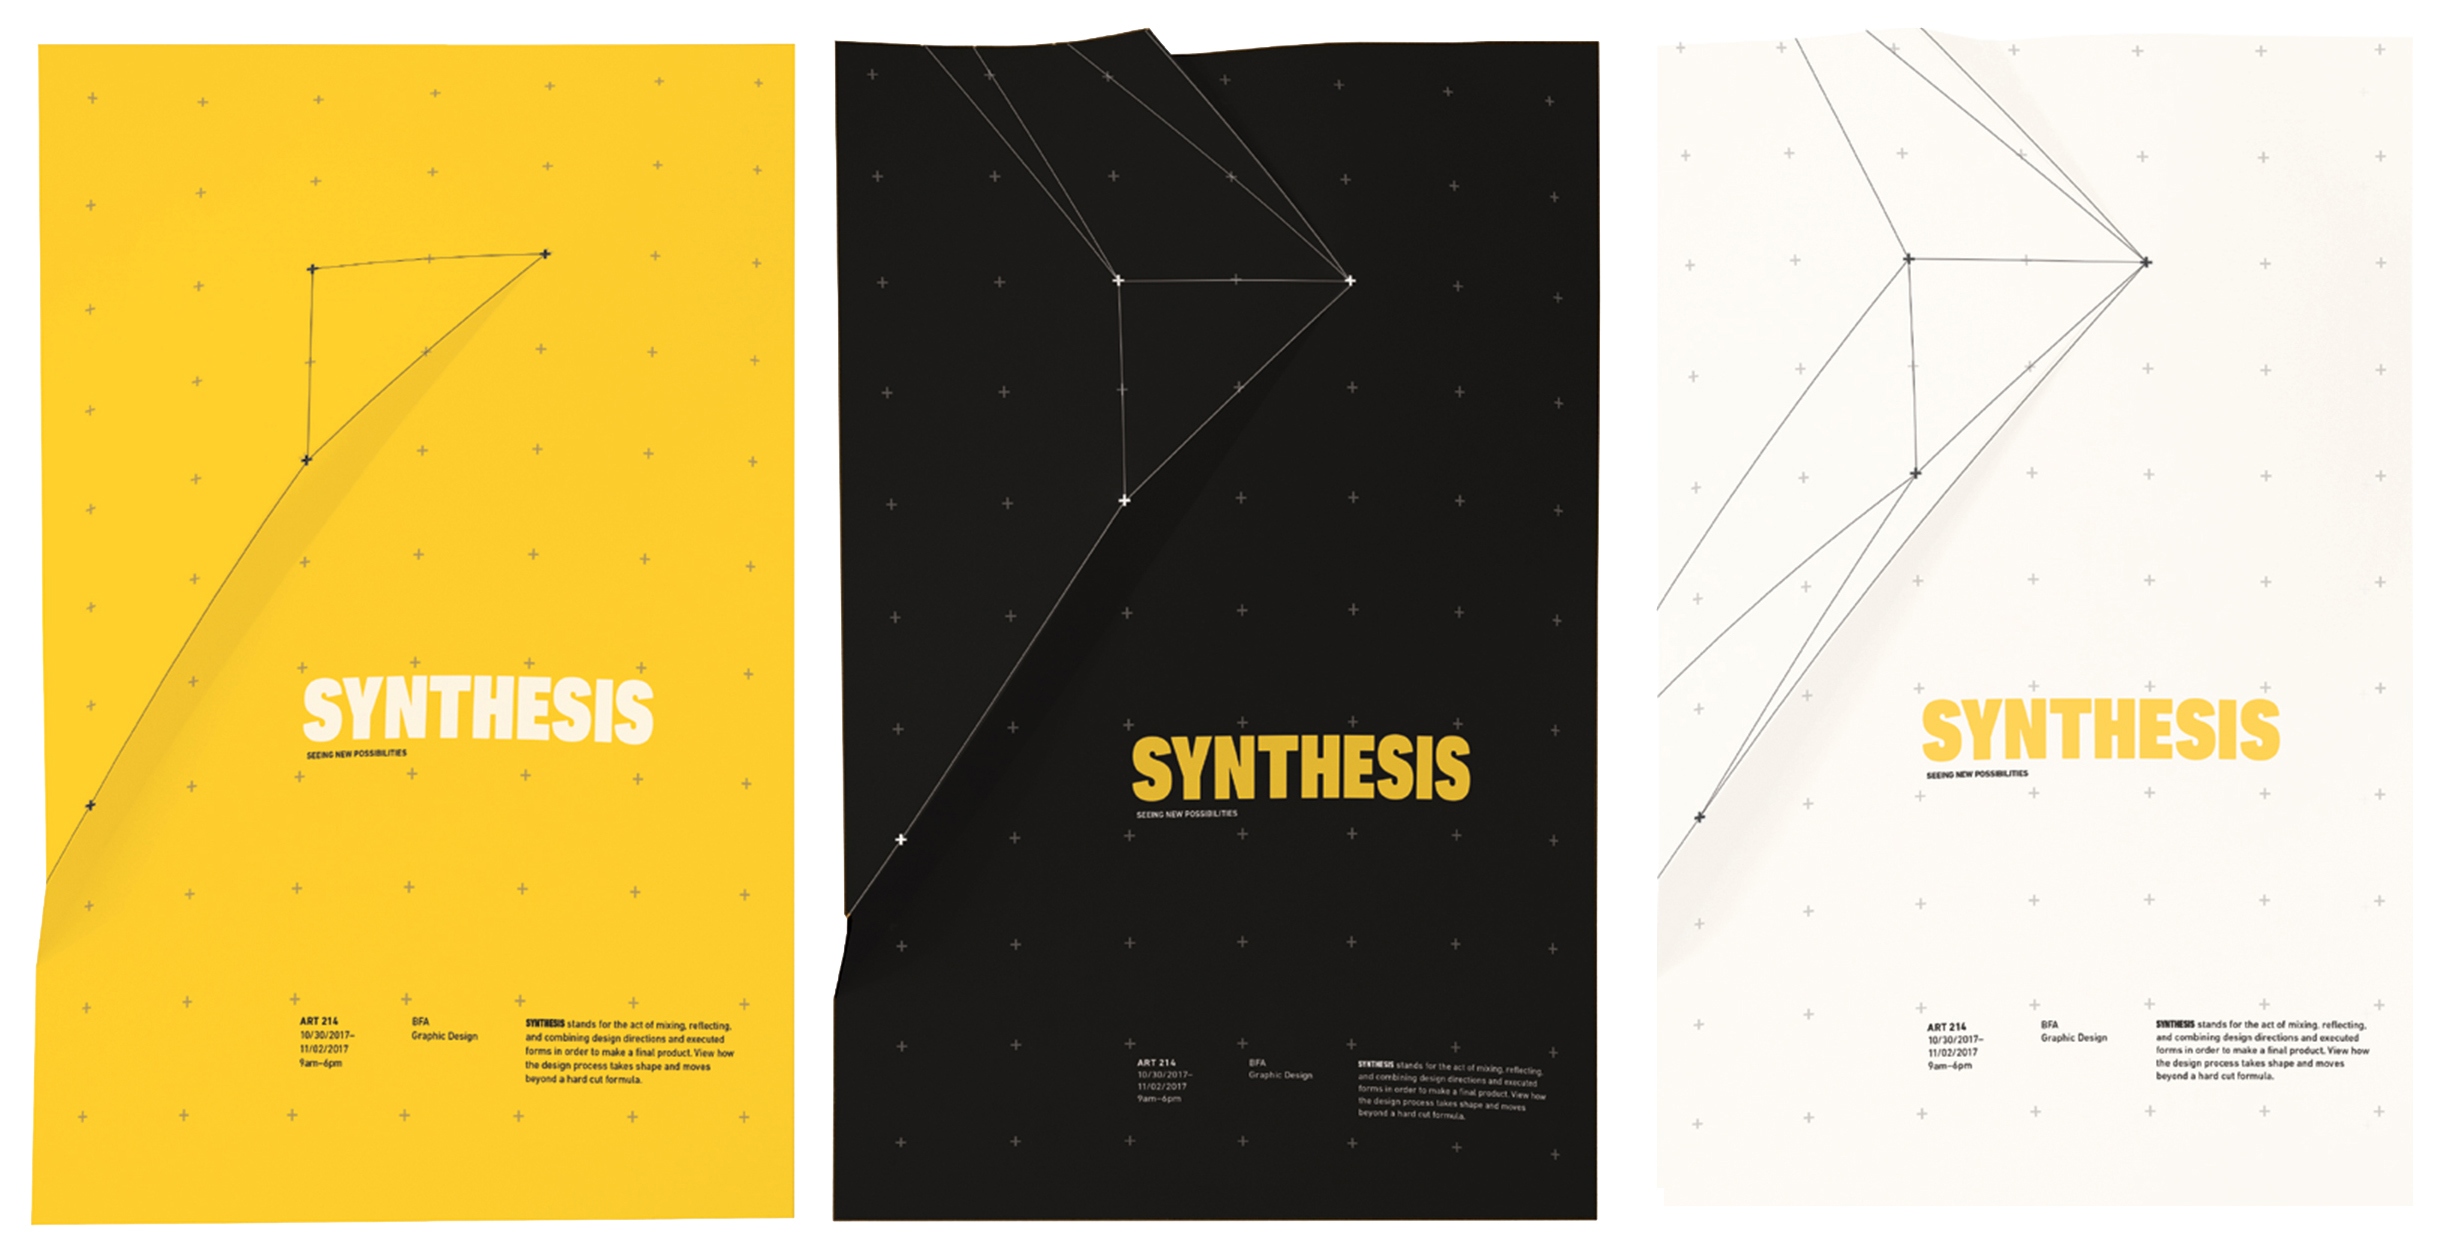 SYNTHESIS
SEEING NEW POSSIBILITIES
ART 214
10/30/2017–
11/02/2017
9am–6pm
BFA
Graphic Design
SYNTHESIS stands for the act of mixing, reflecting,
and combining design directions and executed
forms in order to make a final product. View how
the design process takes shape and moves
beyond a hard cut formula.
SYNTHESIS
SEEING NEW POSSIBILITIES
ART 214
10/30/2017–
11/02/2017
9am–6pm
BFA
Graphic Design
SYNTHESIS stands for the act of mixing, reflecting,
and combining design directions and executed
forms in order to make a final product. View how
the design process takes shape and moves
beyond a hard cut formula.
SYNTHESIS
SEEING NEW POSSIBILITIES
ART 214
10/30/2017–
11/02/2017
9am–6pm
BFA
Graphic Design
SYNTHESIS stands for the act of mixing, reflecting,
and combining design directions and executed
forms in order to make a final product. View how
the design process takes shape and moves
beyond a hard cut formula.